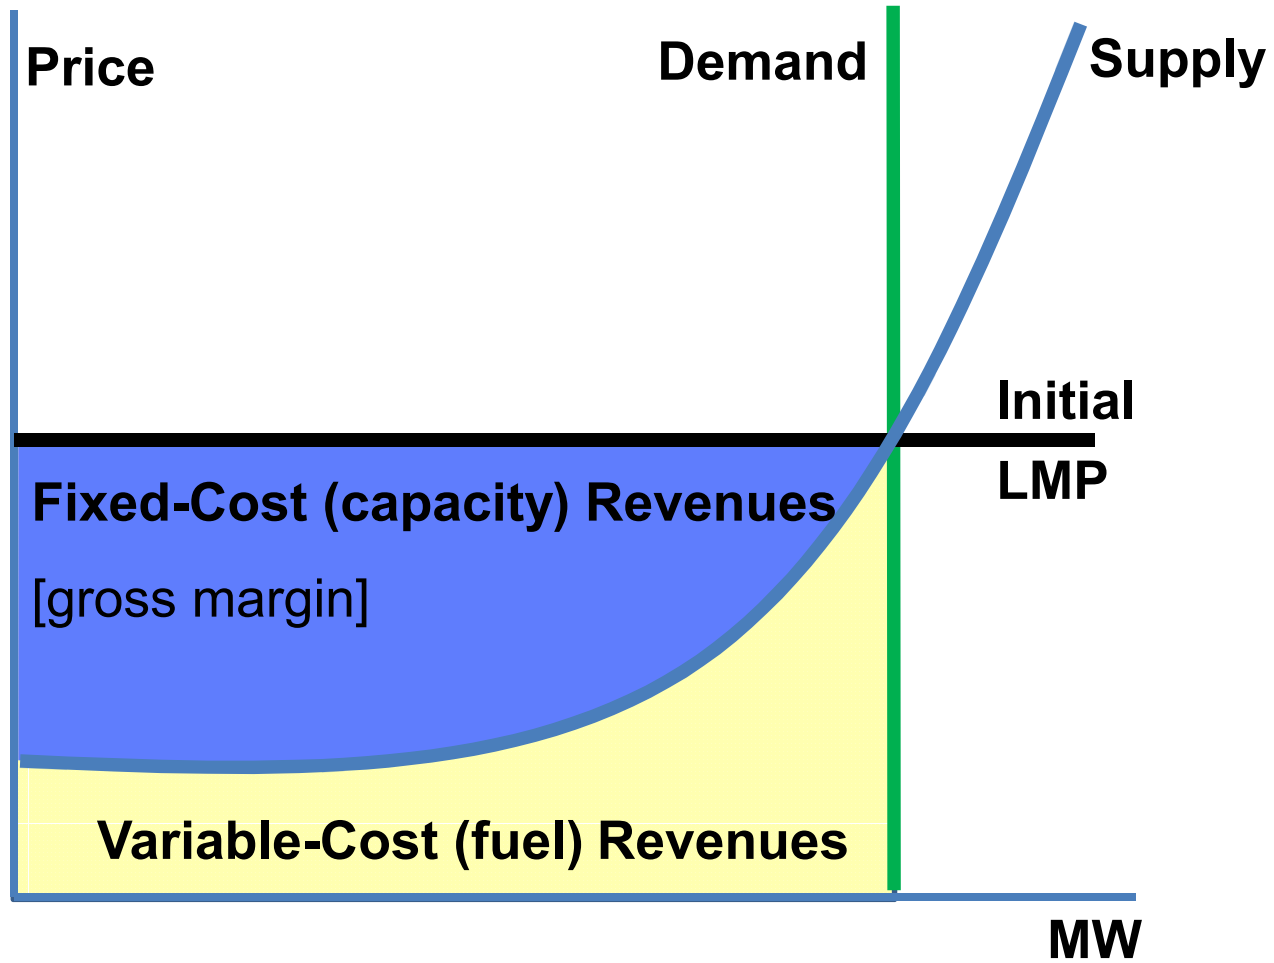 Price
Demand
Supply
Initial
LMP
Fixed-Cost (capacity) Revenues
[gross margin]
Variable-Cost (fuel) Revenues
MW